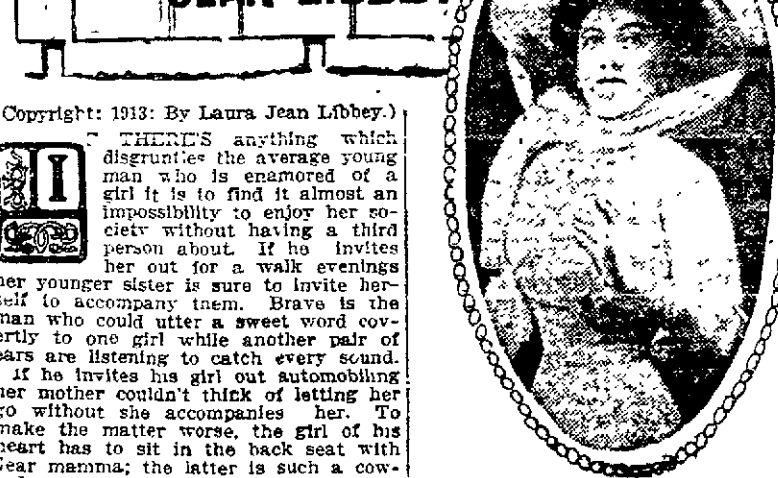 Copyright: 1913: By Laura Jean Libbey.)
IF THERE'S anything which
disgruntles the average young
man who is enamored of a
girl it is to find it almost an
impossibility to enjoy her so-
ciety without having a third
person about. If he invites
her out for a walk evenings
her younger sister is sure to invite her-
self to accompany them. Brave is the
man who could utter a sweet word cov-
ertly to one girl while another pair of
ears are listening to catch every sound.
If he invites his girl out automobiling
her mother couldn't think of letting her
go without she accompanies her. To
make the matter worse, the girl of his
heart has to sit in the back seat with
dear mamma; the latter is such a cow-